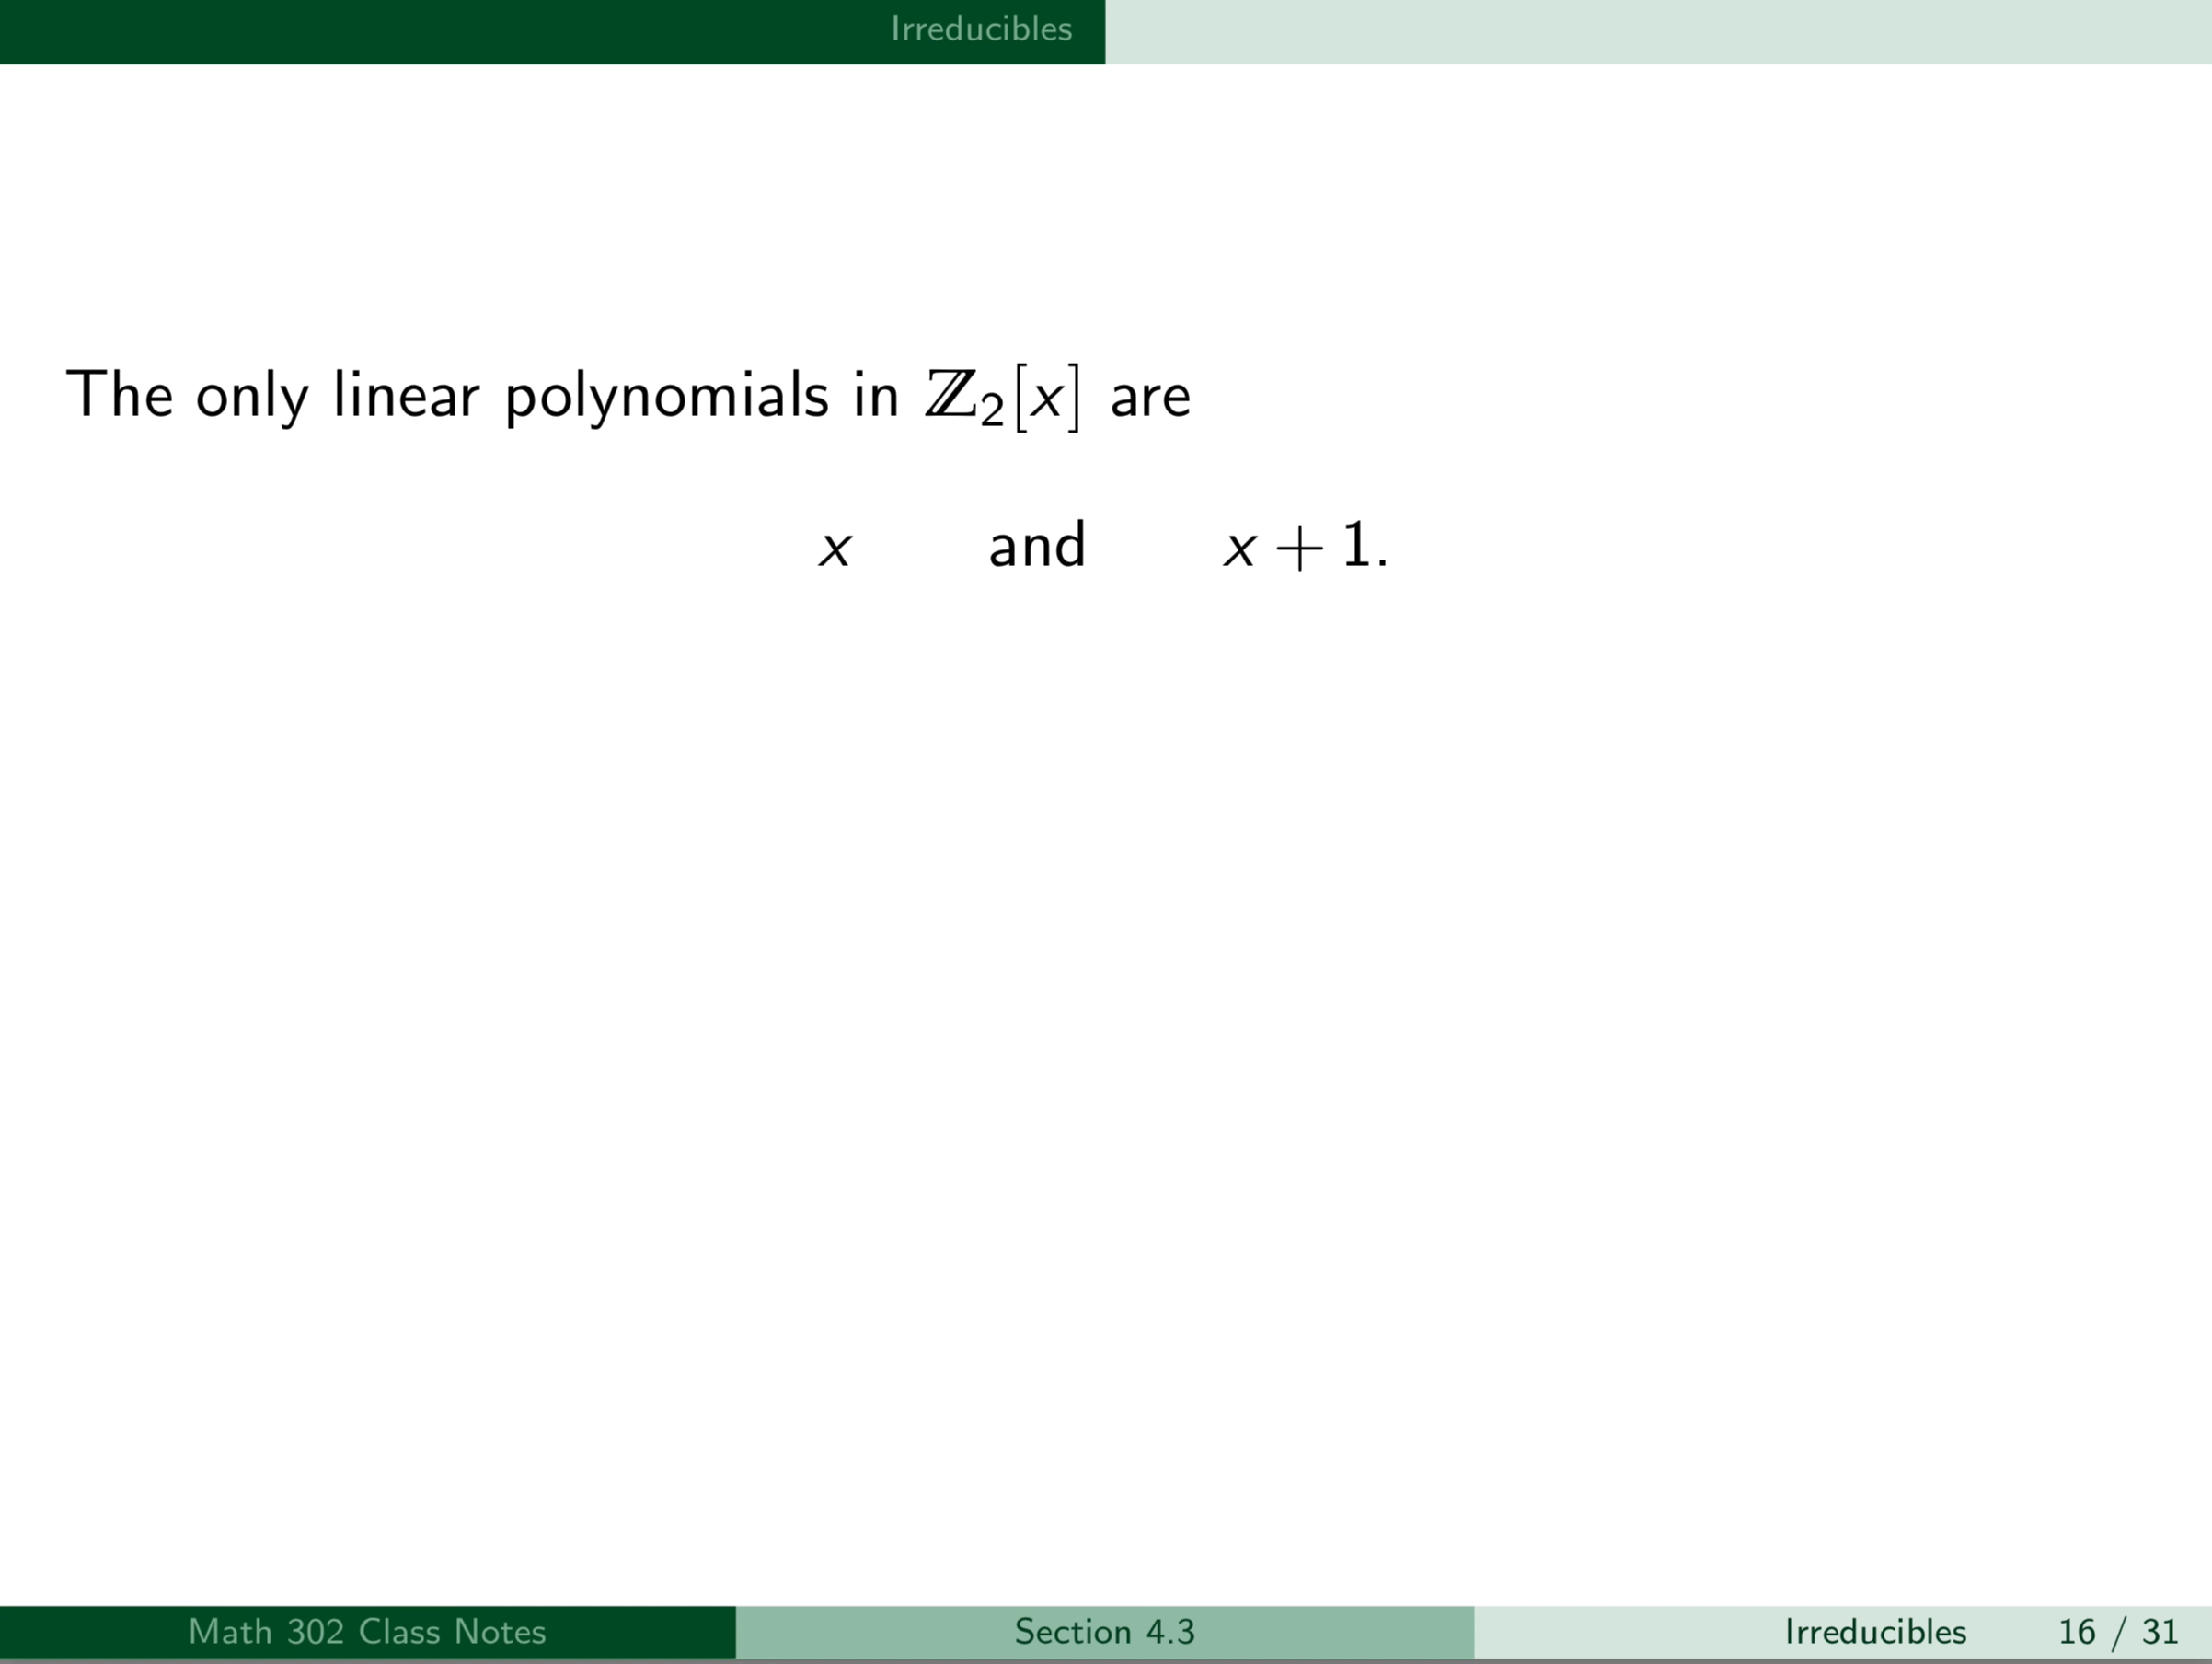 Irreducibles
The only linear polynomials in ℤ₂[x] are
x and x + 1.
Math 302 Class Notes Section 4.3 Irreducibles 16 / 31